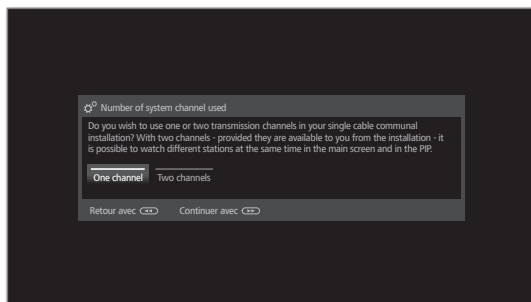 Number of system channel used
Do you wish to use one or two transmission channels in your single cable communal
installation? With two channels - provided they are available to you from the installation - it
is possible to watch different stations at the same time in the main screen and in the PIP.
One channel Two channels
Retour avec Continuer avec